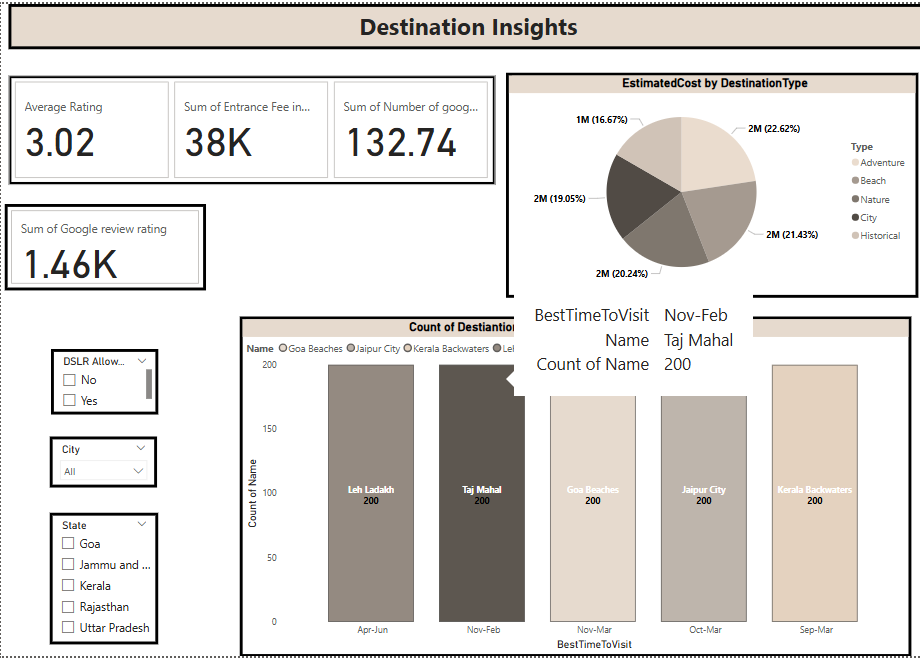 Destination Insights
Average Rating
3.02
Sum of Entrance Fee in...
38K
Sum of Number of goog...
132.74
Sum of Google review rating
1.46K
EstimatedCost by DestinationType
1M (16.67%)
2M (22.62%)
2M (19.05%)
2M (21.43%)
2M (20.24%)
Type
Adventure
Beach
Nature
City
Historical
DSLR Allow...
No
Yes
City
All
State
Goa
Jammu and ...
Kerala
Rajasthan
Uttar Pradesh
Count of Destiantion
Name Goa Beaches Jaipur City Kerala Backwaters Leh
BestTimeToVisit Nov-Feb
Name Taj Mahal
Count of Name 200
Count of Name
200
150
100
50
0
Leh Ladakh
200
Taj Mahal
200
Goa Beaches
200
Jaipur City
200
Kerala Backwaters
200
Apr-Jun Nov-Feb Nov-Mar Oct-Mar Sep-Mar
BestTimeToVisit